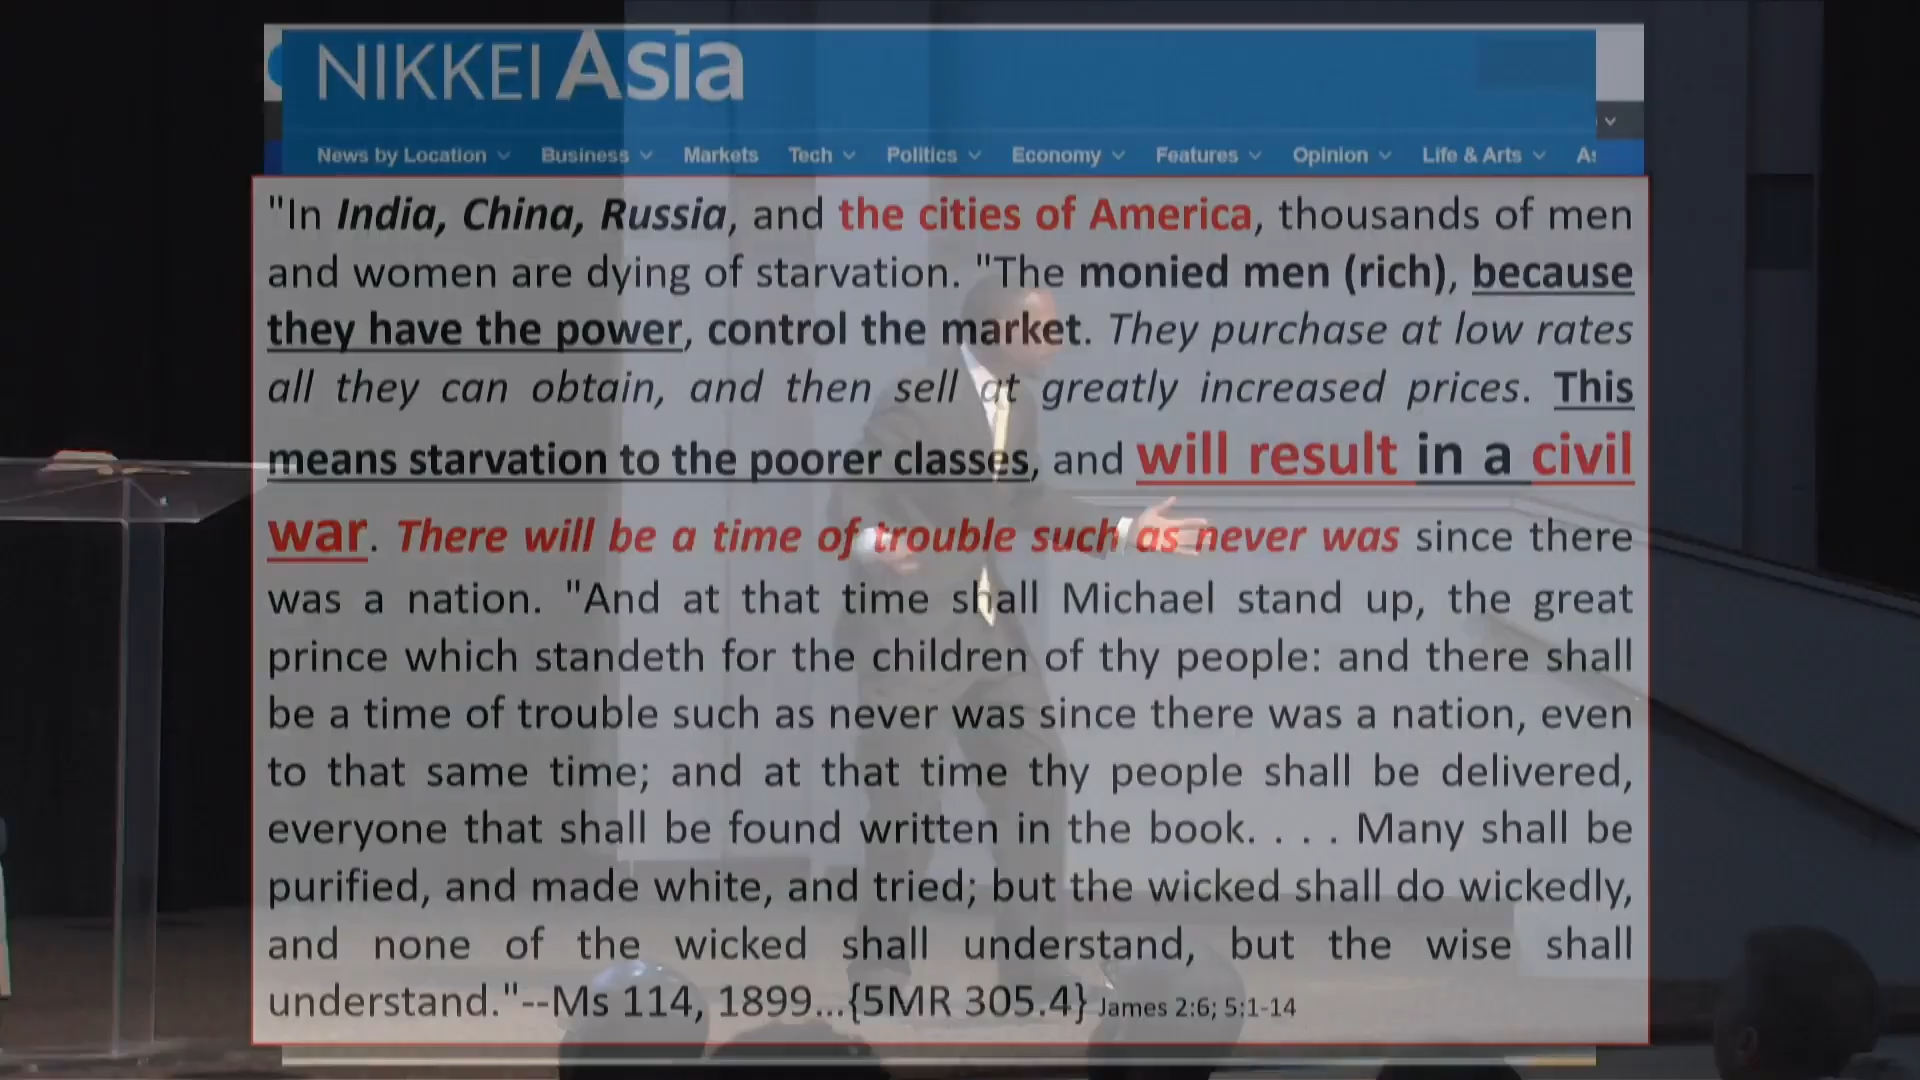 NIKKEI Asia
News by Location Business Markets Tech Politics Economy Features Opinion Life & Arts
"In India, China, Russia, and the cities of America, thousands of men
and women are dying of starvation. "The monied men (rich), because
they have the power, control the market. They purchase at low rates
all they can obtain, and then sell at greatly increased prices. This
means starvation to the poorer classes, and will result in a civil
war. There will be a time of trouble such as never was since there
was a nation. "And at that time shall Michael stand up, the great
prince which standeth for the children of thy people: and there shall
be a time of trouble such as never was since there was a nation, even
to that same time; and at that time thy people shall be delivered,
everyone that shall be found written in the book. . . . Many shall be
purified, and made white, and tried; but the wicked shall do wickedly,
and none of the wicked shall understand, but the wise shall
understand."--Ms 114, 1899...{5MR 305.4} James 2:6; 5:1-14